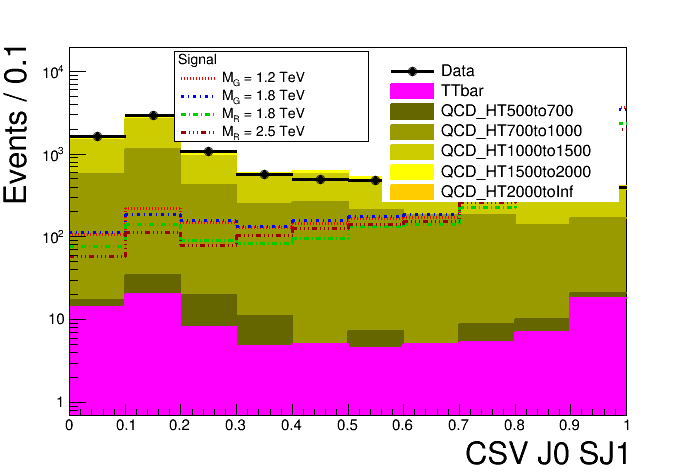 Events / 0.1
10^4
10^3
10^2
10
1
Signal
M_G = 1.2 TeV
M_G = 1.8 TeV
M_R = 1.8 TeV
M_R = 2.5 TeV
Data
TTbar
QCD_HT500to700
QCD_HT700to1000
QCD_HT1000to1500
QCD_HT1500to2000
QCD_HT2000toInf
0 0.1 0.2 0.3 0.4 0.5 0.6 0.7 0.8 0.9 1
CSV J0 SJ1